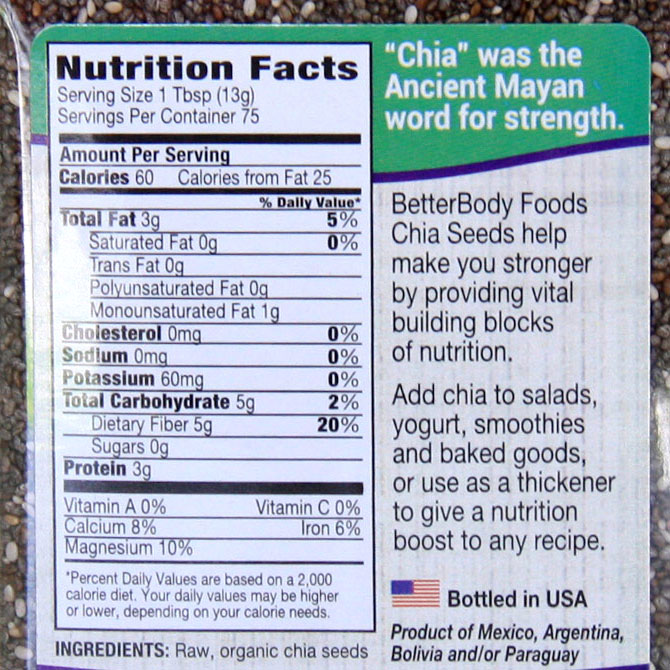 Nutrition Facts
Serving Size 1 Tbsp (13g)
Servings Per Container 75
Amount Per Serving
Calories 60 Calories from Fat 25
% Daily Value*
Total Fat 3g 5%
Saturated Fat 0g 0%
Trans Fat 0g
Polyunsaturated Fat 0g
Monounsaturated Fat 1g
Cholesterol 0mg 0%
Sodium 0mg 0%
Potassium 60mg 0%
Total Carbohydrate 5g 2%
Dietary Fiber 5g 20%
Sugars 0g
Protein 3g
Vitamin A 0% Vitamin C 0%
Calcium 8% Iron 6%
Magnesium 10%
*Percent Daily Values are based on a 2,000
calorie diet. Your daily values may be higher
or lower, depending on your calorie needs.
INGREDIENTS: Raw, organic chia seeds
“Chia” was the
Ancient Mayan
word for strength.
BetterBody Foods
Chia Seeds help
make you stronger
by providing vital
building blocks
of nutrition.
Add chia to salads,
yogurt, smoothies
and baked goods,
or use as a thickener
to give a nutrition
boost to any recipe.
Bottled in USA
Product of Mexico, Argentina,
Bolivia and/or Paraguay